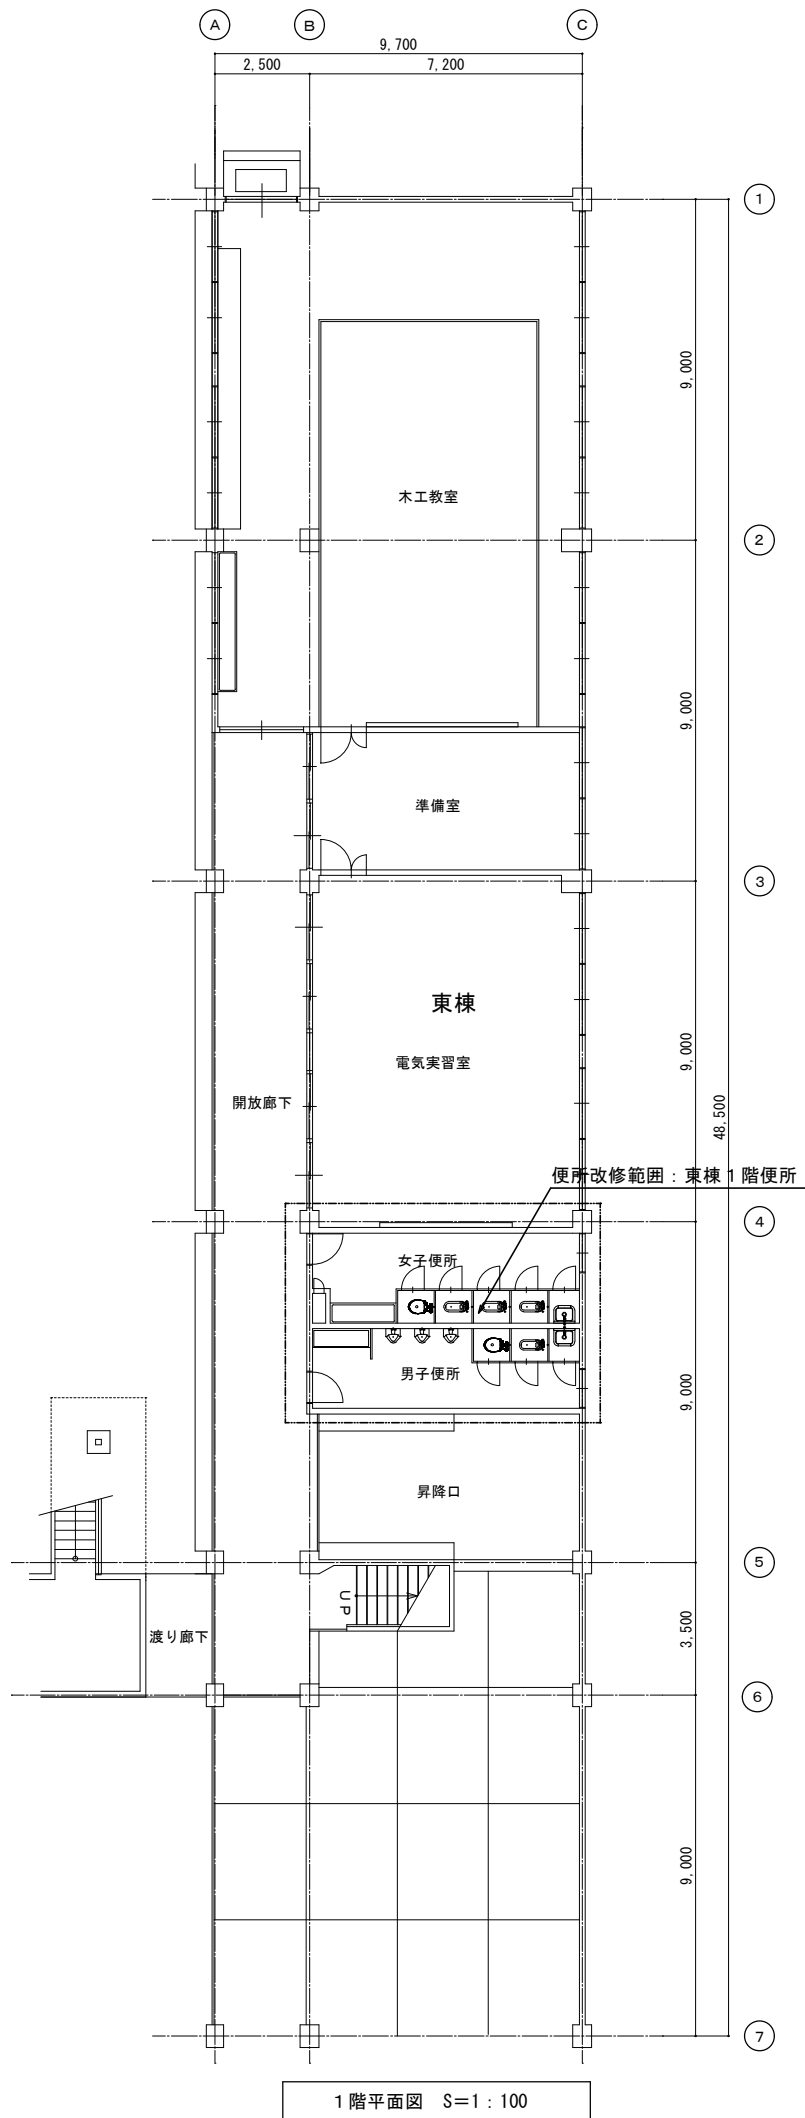 A
B
C
9,700
2,500
7,200
1
9,000
木工教室
2
9,000
準備室
3
東棟
電気実習室
9,000
開放廊下
48,500
便所改修範囲：東棟1階便所
4
女子便所
男子便所
9,000
昇降口
5
UP
渡り廊下
3,500
6
9,000
7
1階平面図 S=1：100